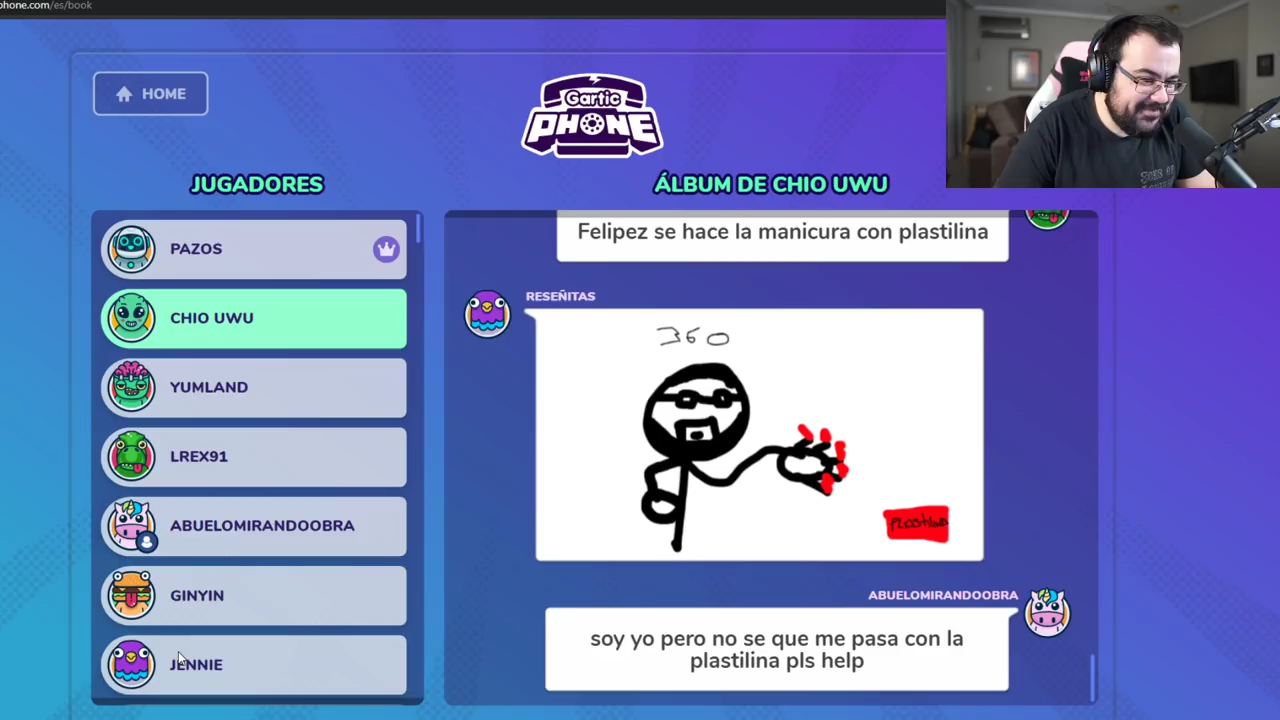 phone.com/es/book
HOME
Gartic
PHONE
JUGADORES
ÁLBUM DE CHIO UWU
PAZOS
CHIO UWU
YUMLAND
LREX91
ABUELOMIRANDOOBRA
GINYIN
JENNIE
Felipez se hace la manicura con plastilina
RESEÑITAS
360
PLastilina
ABUELOMIRANDOOBRA
soy yo pero no se que me pasa con la
plastilina pls help